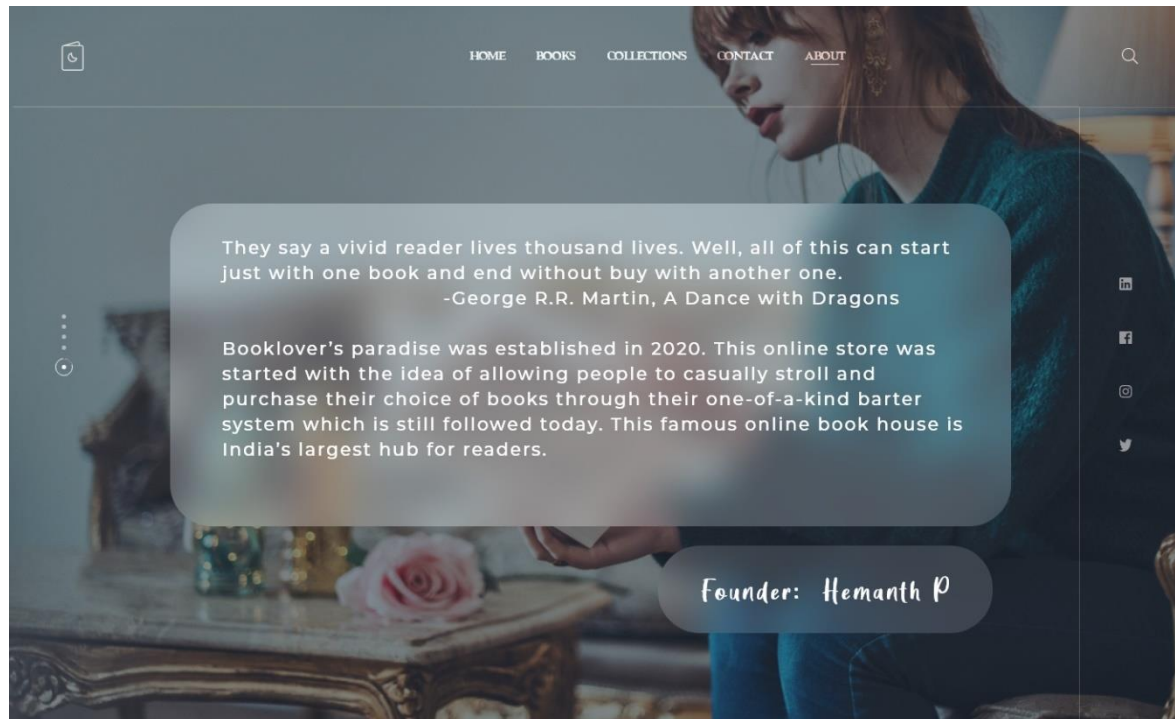 HOME BOOKS COLLECTIONS CONTACT ABOUT
They say a vivid reader lives thousand lives. Well, all of this can start
just with one book and end without buy with another one.
-George R.R. Martin, A Dance with Dragons
Booklover's paradise was established in 2020. This online store was
started with the idea of allowing people to casually stroll and
purchase their choice of books through their one-of-a-kind barter
system which is still followed today. This famous online book house is
India's largest hub for readers.
Founder: Hemanth P